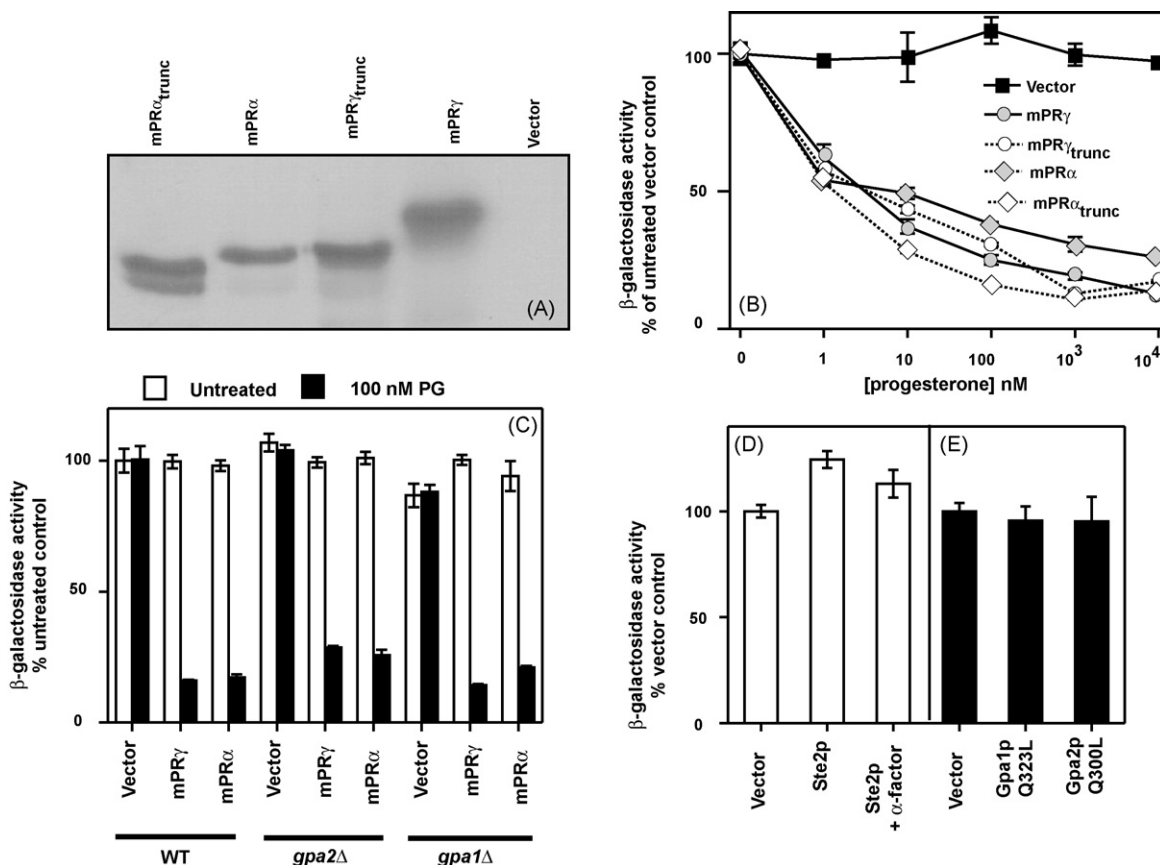 mPRαtrunc
mPRα
mPRγtrunc
mPRγ
Vector
(A)
β-galactosidase activity
% of untreated vector control
100
50
0
Vector
mPRγ
mPRγtrunc
mPRα
mPRαtrunc
(B)
0 1 10 100 10³ 10⁴
[progesterone] nM
Untreated 100 nM PG
(C)
β-galactosidase activity
% untreated control
100
50
0
Vector
mPRγ
mPRα
Vector
mPRγ
mPRα
Vector
mPRγ
mPRα
WT gpa2Δ gpa1Δ
(D) (E)
β-galactosidase activity
% vector control
100
50
0
Vector
Ste2p
Ste2p
+ α-factor
Vector
Gpa1p
Q323L
Gpa2p
Q300L